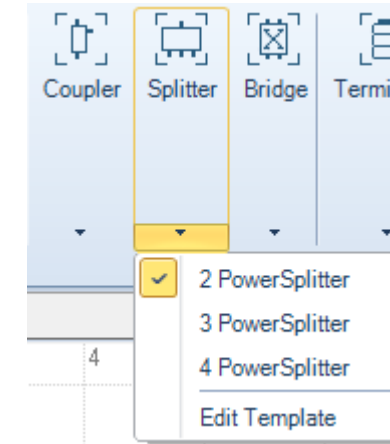 Coupler Splitter Bridge
2 PowerSplitter
3 PowerSplitter
4
4 PowerSplitter
Edit Template